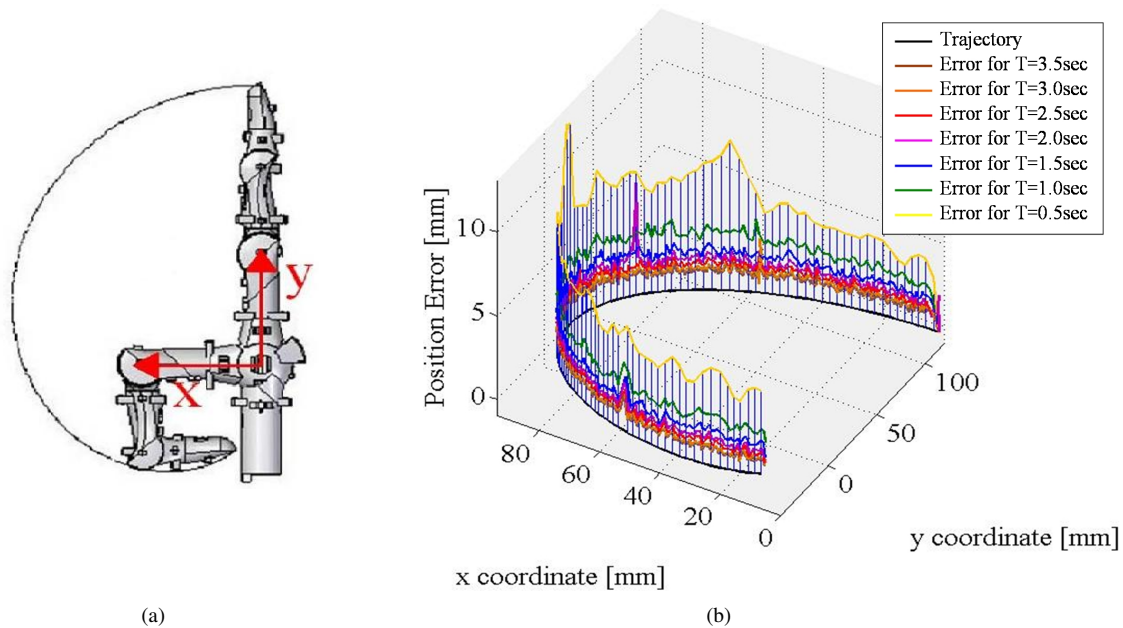 y
x
(a)
Trajectory
Error for T=3.5sec
Error for T=3.0sec
Error for T=2.5sec
Error for T=2.0sec
Error for T=1.5sec
Error for T=1.0sec
Error for T=0.5sec
Position Error [mm]
10
5
0
80
60
40
20
0
x coordinate [mm]
100
50
0
y coordinate [mm]
(b)